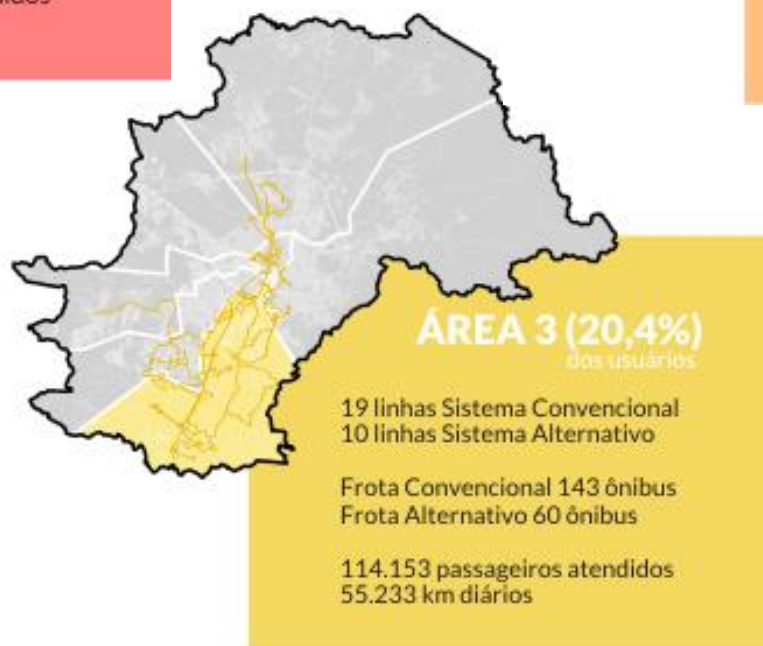 ÁREA 3 (20,4%)
dos usuários
19 linhas Sistema Convencional
10 linhas Sistema Alternativo
Frota Convencional 143 ônibus
Frota Alternativo 60 ônibus
114.153 passageiros atendidos
55.233 km diários